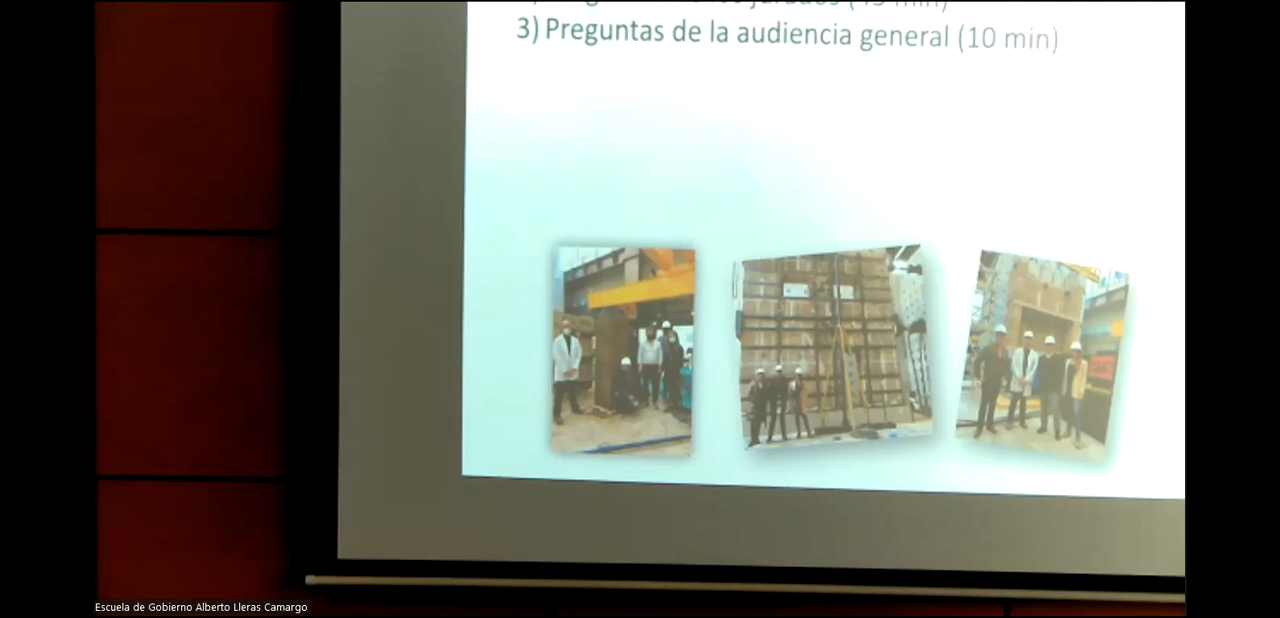 3) Preguntas de la audiencia general (10 min)
Escuela de Gobierno Alberto Lleras Camargo